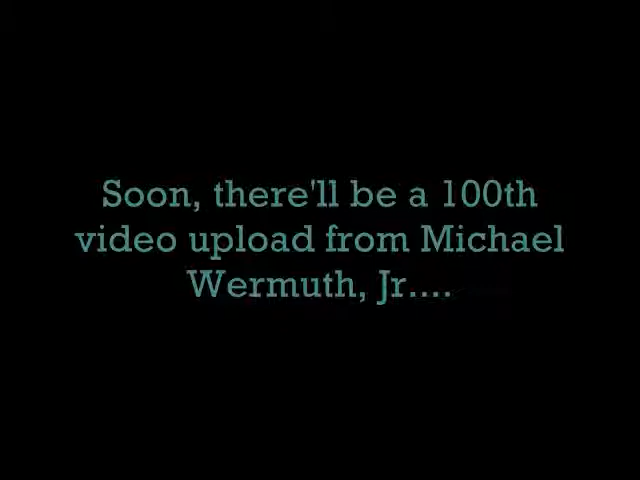 Soon, there'll be a 100th
video upload from Michael
Wermuth, Jr....